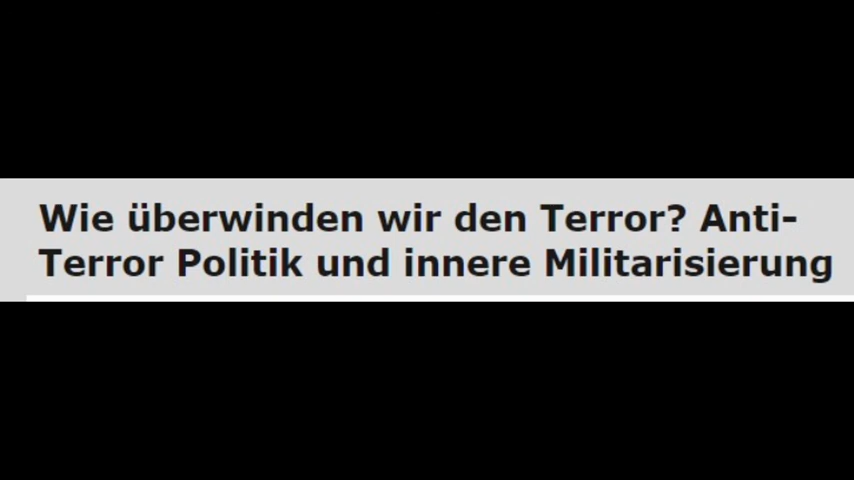 Wie überwinden wir den Terror? Anti-
Terror Politik und innere Militarisierung